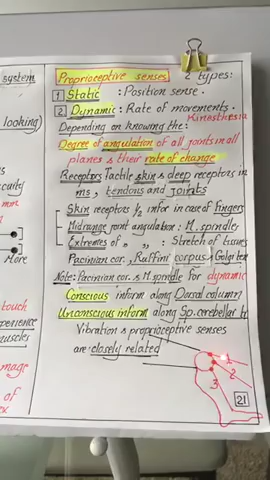 system
looking)
More
touch
muscles
of
Proprioceptive senses 2 types:
1 Static : Position sense.
2 Dynamic : Rate of movements.
Kinesthesia
Depending on knowing the:
Degree of angulation of all joints in all
planes & their rate of change
Receptors Tactile skin & deep receptors in
ms, tendons and joints
Skin receptors 1/2 infor in case of fingers
Midrange joint angulation: M. spindle
Extremes of " " : Stretch of tissues
Pacinian cor., Ruffini corpus & Golgi ten
Note: Pacinian cor. & M. spindle for dynamic
Conscious inform along Dorsal column
Unconscious inform along Sp. cerebellar tr
Vibration & proprioceptive senses
are closely related
1
2
3
21